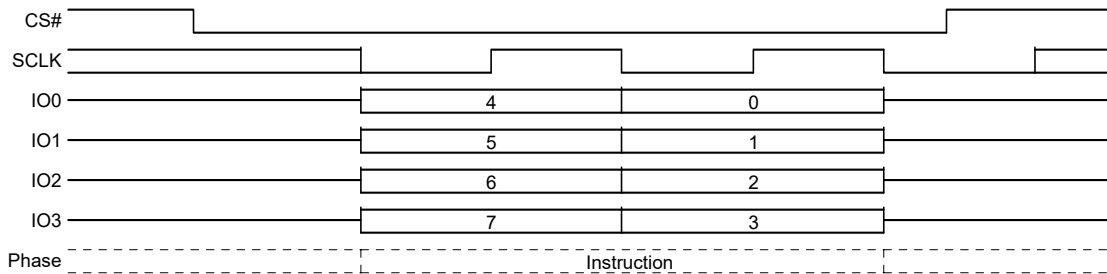 CS#
SCLK
IO0 4 0
IO1 5 1
IO2 6 2
IO3 7 3
Phase Instruction